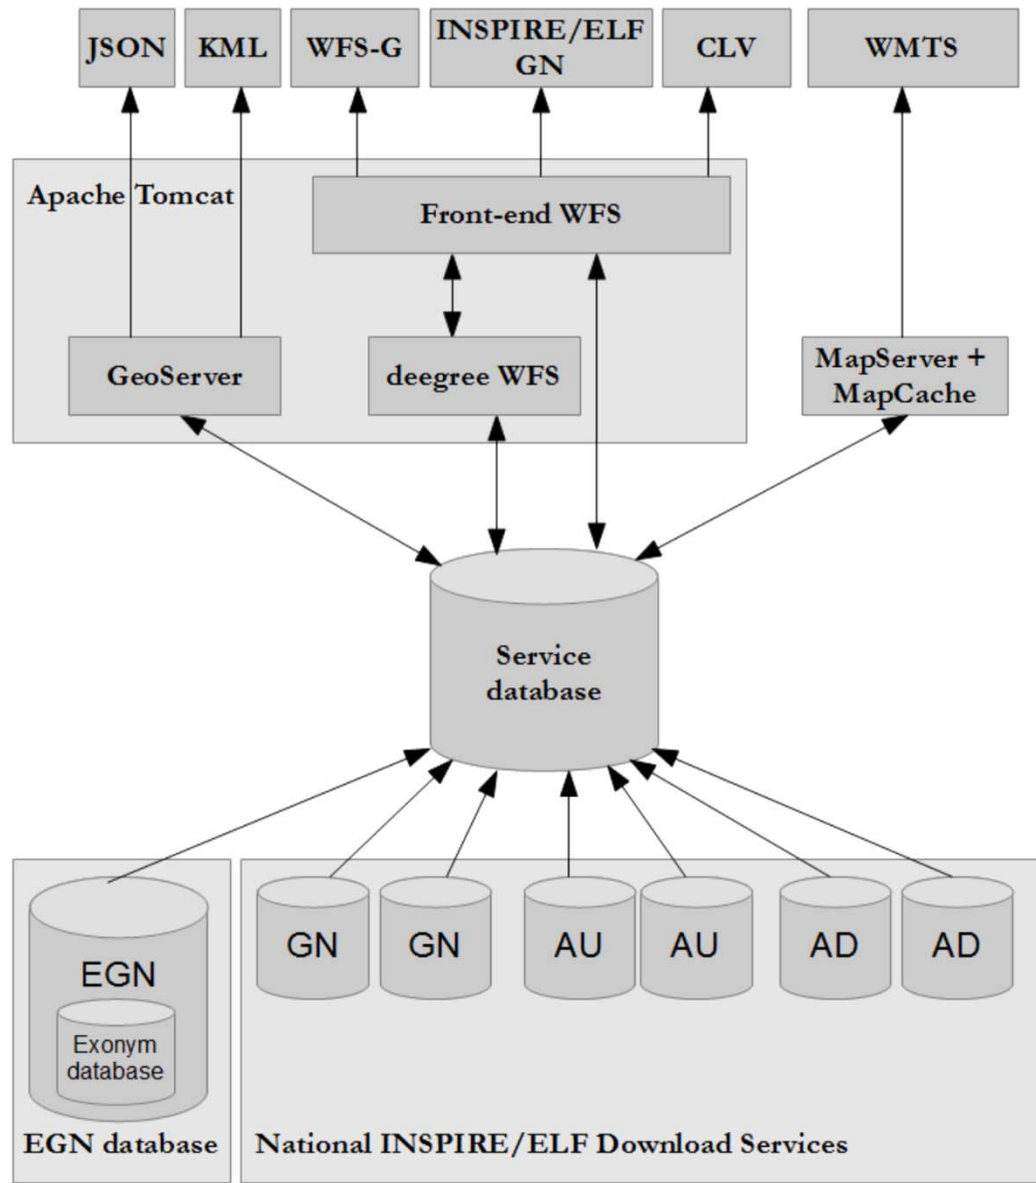 JSON
KML
WFS-G
INSPIRE/ELF
GN
CLV
WMTS
Apache Tomcat
Front-end WFS
GeoServer
deegree WFS
MapServer +
MapCache
Service
database
EGN
Exonym
database
EGN database
GN
GN
AU
AU
AD
AD
National INSPIRE/ELF Download Services